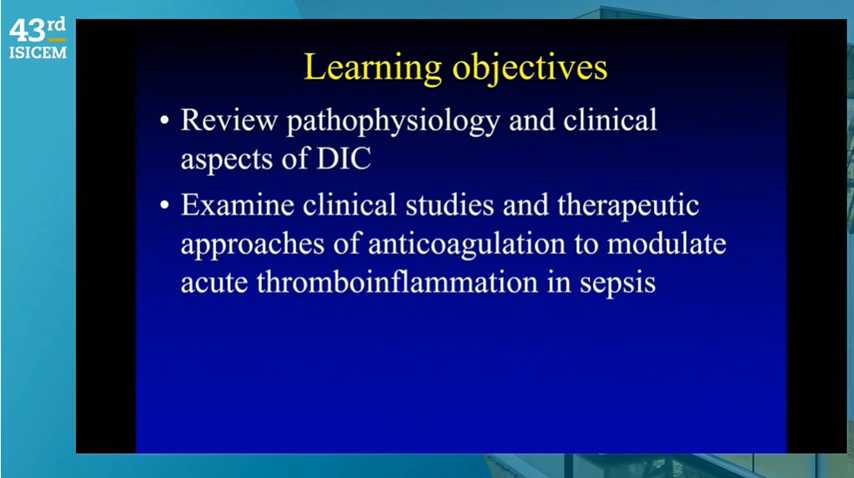 43rd
ISICEM
Learning objectives
• Review pathophysiology and clinical
aspects of DIC
• Examine clinical studies and therapeutic
approaches of anticoagulation to modulate
acute thromboinflammation in sepsis